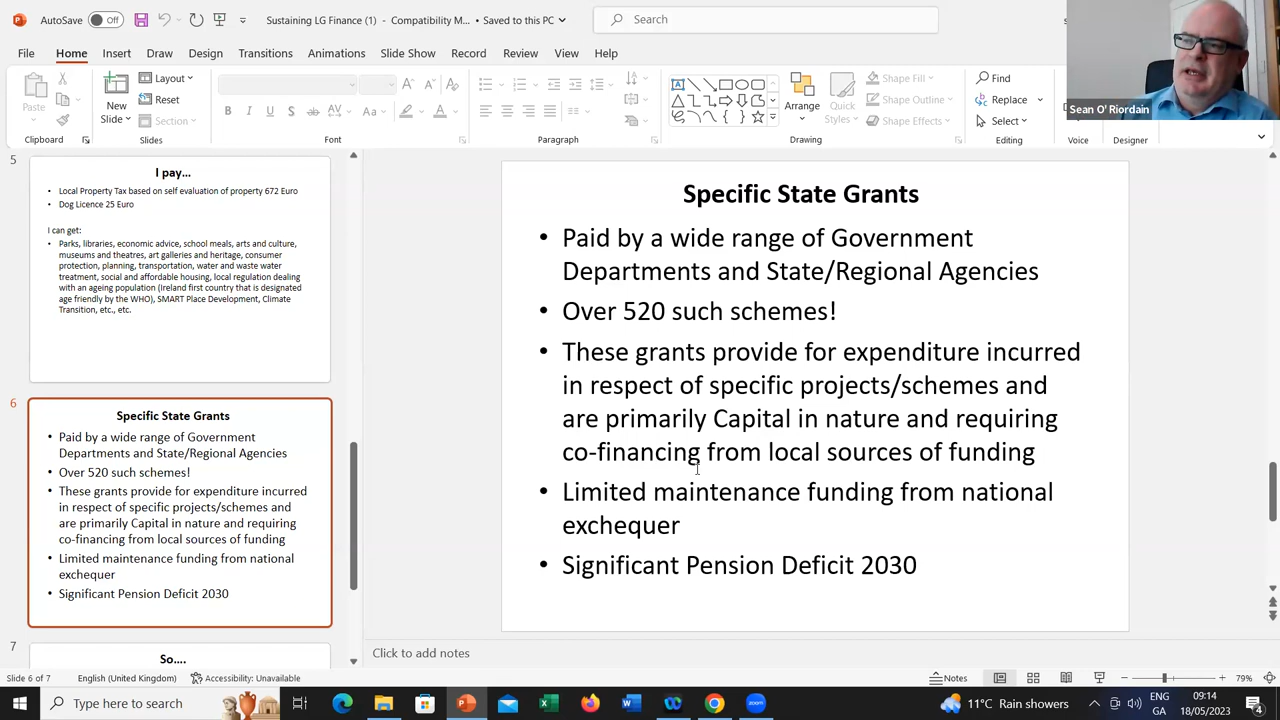 AutoSave Off Sustaining LG Finance (1) - Compatibility M... • Saved to this PC Search
File Home Insert Draw Design Transitions Animations Slide Show Record Review View Help
Sean O' Riordain
Paste New Slide Layout Reset Section
B I U S ab AV Aa A
Arrange Quick Styles Shape Fill Shape Outline Shape Effects
Find Replace Select
Clipboard Slides Font Paragraph Drawing Editing Voice Designer
5
I pay...
• Local Property Tax based on self evaluation of property 672 Euro
• Dog Licence 25 Euro
I can get:
• Parks, libraries, economic advice, school meals, arts and culture,
museums and theatres, art galleries and heritage, consumer
protection, planning, transportation, water and waste water
treatment, social and affordable housing, local regulation dealing
with an ageing population (Ireland first country that is designated
age friendly by the WHO), SMART Place Development, Climate
Transition, etc., etc.
6
Specific State Grants
• Paid by a wide range of Government
Departments and State/Regional Agencies
• Over 520 such schemes!
• These grants provide for expenditure incurred
in respect of specific projects/schemes and
are primarily Capital in nature and requiring
co-financing from local sources of funding
• Limited maintenance funding from national
exchequer
• Significant Pension Deficit 2030
7
So....
Specific State Grants
• Paid by a wide range of Government
Departments and State/Regional Agencies
• Over 520 such schemes!
• These grants provide for expenditure incurred
in respect of specific projects/schemes and
are primarily Capital in nature and requiring
co-financing from local sources of funding
• Limited maintenance funding from national
exchequer
• Significant Pension Deficit 2030
Click to add notes
Slide 6 of 7 English (United Kingdom) Accessibility: Unavailable Notes 79%
Type here to search 11°C Rain showers ENG GA 09:14 18/05/2023 4